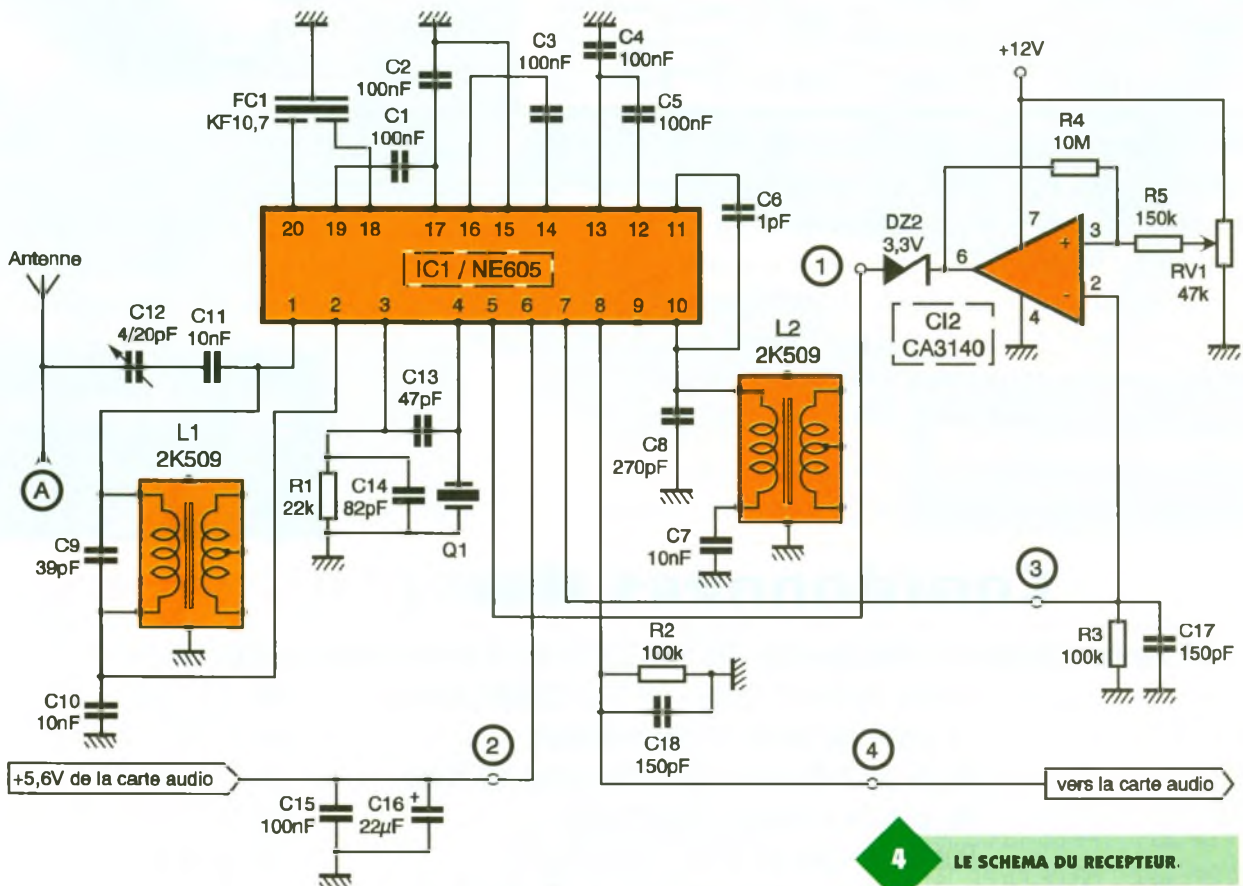 C4
100nF
+12V
C3
100nF
C2
100nF
FC1
KF10,7
C5
100nF
C1
100nF
R4
10M
C6
1pF
R5
150k
DZ2
3,3V
7
3
+
6
RV1
47k
2
-
4
1
20 19 18 17 16 15 14 13 12 11
IC1 / NE605
1 2 3 4 5 6 7 8 9 10
CI2
CA3140
Antenne
C12
4/20pF
C11
10nF
L2
2K509
C13
47pF
L1
2K509
A
C8
270pF
R1
22k
C14
82pF
Q1
C7
10nF
C9
39pF
3
R2
100k
R3
100k
C17
150pF
C10
10nF
C18
150pF
2
4
+5,6V de la carte audio
vers la carte audio
C15
100nF
C16
22µF
+
4 LE SCHEMA DU RECEPTEUR.